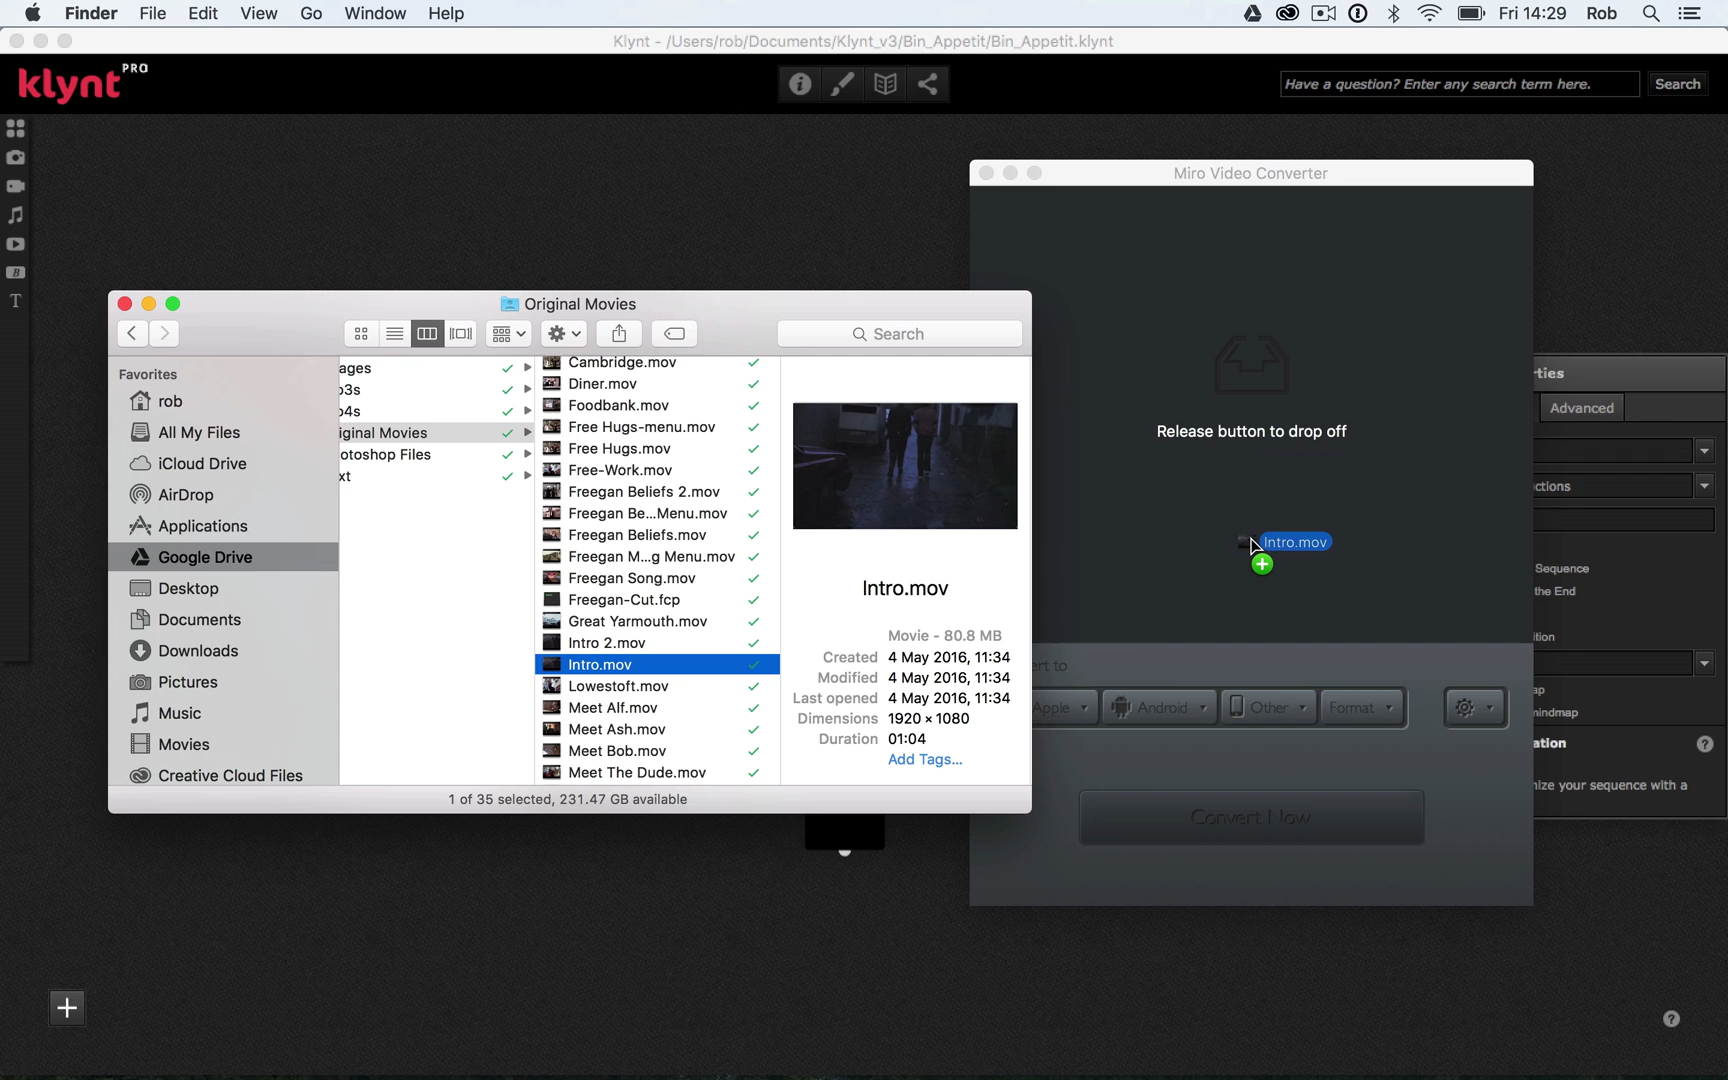 Finder File Edit View Go Window Help Fri 14:29 Rob
Klynt - /Users/rob/Documents/Klynt_v3/Bin_Appetit/Bin_Appetit.klynt
klynt PRO
Have a question? Enter any search term here. Search
Miro Video Converter
Original Movies
Search
Favorites
rob
All My Files
iCloud Drive
AirDrop
Applications
Google Drive
Desktop
Documents
Downloads
Pictures
Music
Movies
Creative Cloud Files
ages
o3s
o4s
iginal Movies
otoshop Files
xt
Cambridge.mov
Diner.mov
Foodbank.mov
Free Hugs-menu.mov
Free Hugs.mov
Free-Work.mov
Freegan Beliefs 2.mov
Freegan Be...Menu.mov
Freegan Beliefs.mov
Freegan M...g Menu.mov
Freegan Song.mov
Freegan-Cut.fcp
Great Yarmouth.mov
Intro 2.mov
Intro.mov
Lowestoft.mov
Meet Alf.mov
Meet Ash.mov
Meet Bob.mov
Meet The Dude.mov
Intro.mov
Movie - 80.8 MB
Created 4 May 2016, 11:34
Modified 4 May 2016, 11:34
Last opened 4 May 2016, 11:34
Dimensions 1920 × 1080
Duration 01:04
Add Tags...
1 of 35 selected, 231.47 GB available
Release button to drop off
Intro.mov
ert to
Apple Android Other Format
Convert Now
rties
Advanced
ctions
Sequence
the End
ition
ap
mindmap
ation
nize your sequence with a